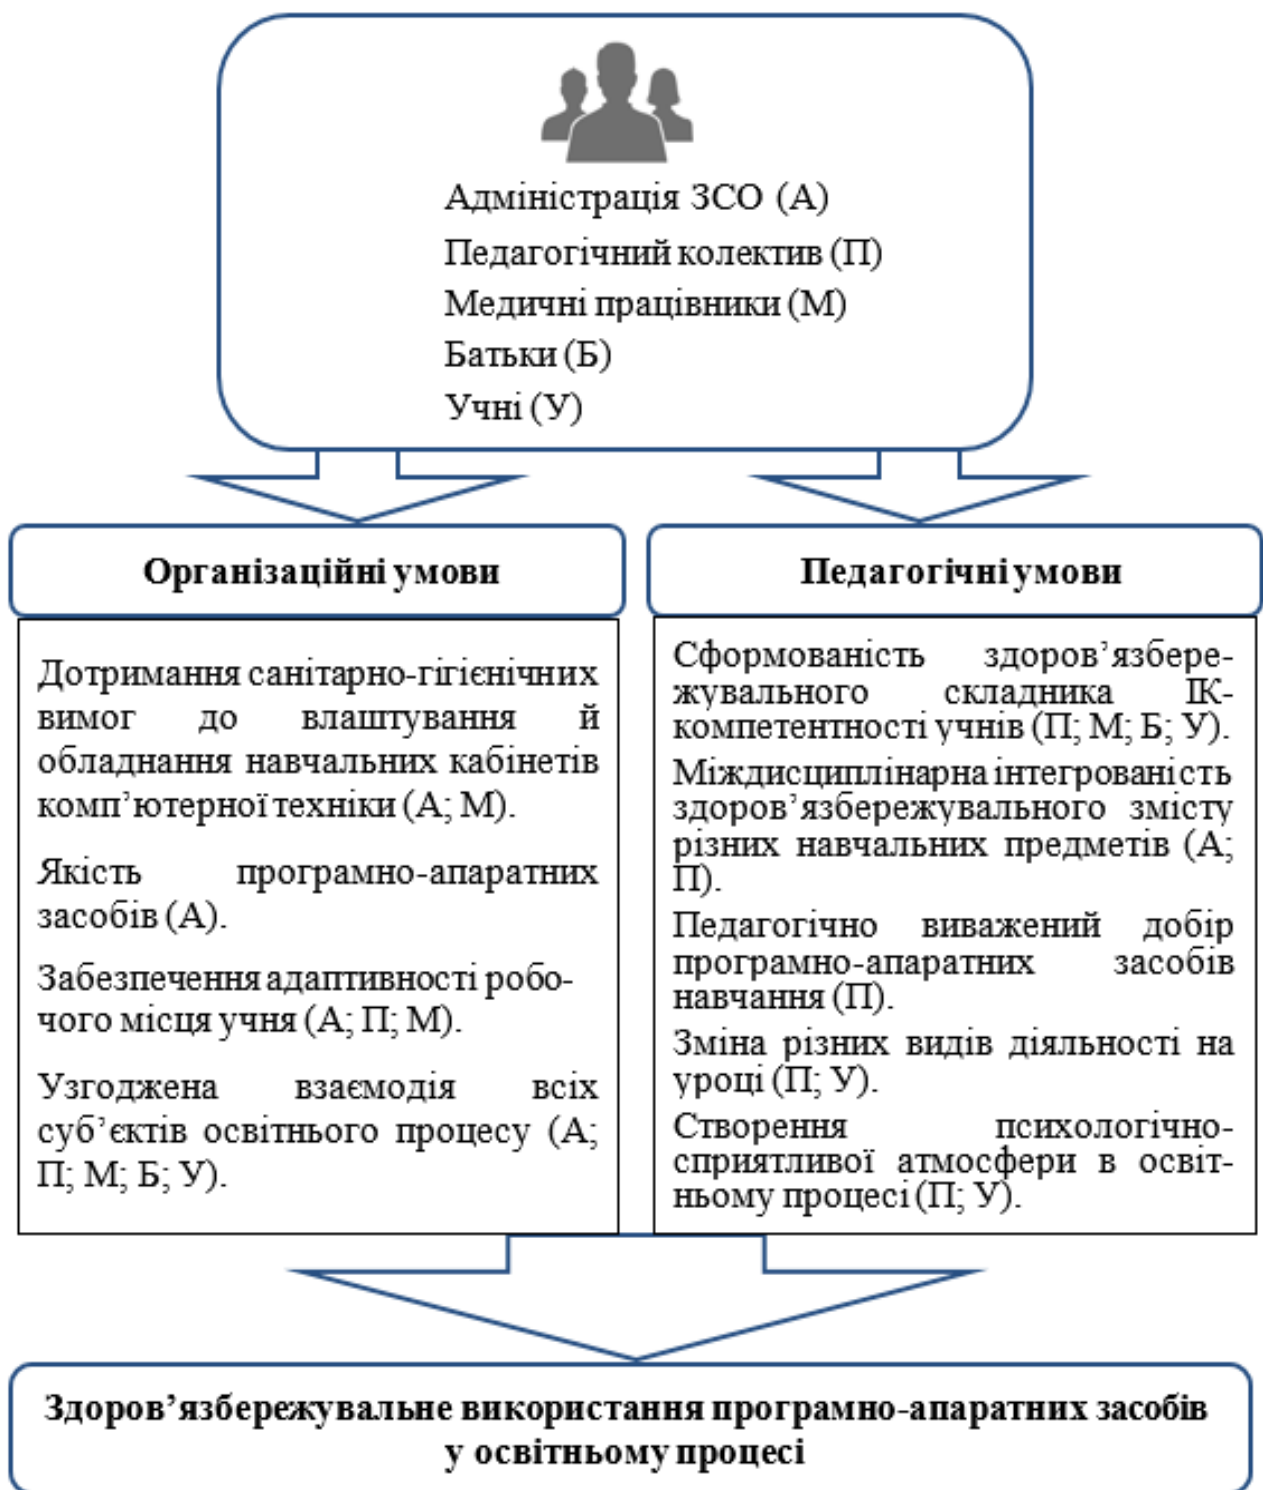 Адміністрація ЗСО (А)
Педагогічний колектив (П)
Медичні працівники (М)
Батьки (Б)
Учні (У)
Організаційні умови
Дотримання санітарно-гігієнічних
вимог до влаштування й
обладнання навчальних кабінетів
комп’ютерної техніки (А; М).
Якість програмно-апаратних
засобів (А).
Забезпечення адаптивності робо-
чого місця учня (А; П; М).
Узгоджена взаємодія всіх
суб’єктів освітнього процесу (А;
П; М; Б; У).
Педагогічні умови
Сформованість здоров’язбере-
жувального складника ІК-
компетентності учнів (П; М; Б; У).
Міждисциплінарна інтегрованість
здоров’язбережувального змісту
різних навчальних предметів (А;
П).
Педагогічно виважений добір
програмно-апаратних засобів
навчання (П).
Зміна різних видів діяльності на
уроці (П; У).
Створення психологічно-
сприятливої атмосфери в освіт-
ньому процесі (П; У).
Здоров’язбережувальне використання програмно-апаратних засобів
у освітньому процесі